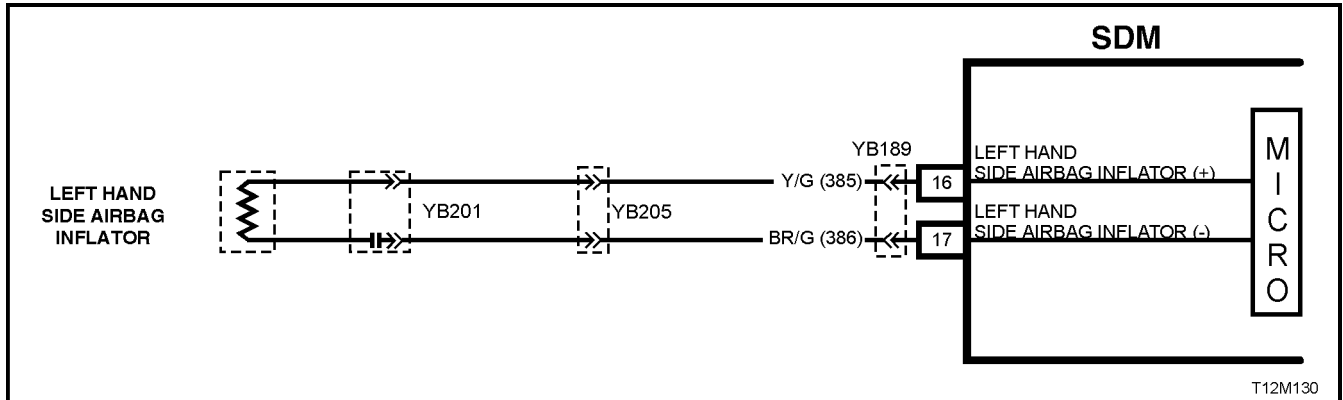 SDM
LEFT HAND
SIDE AIRBAG
INFLATOR
YB201
YB205
YB189
Y/G (385)
16
LEFT HAND
SIDE AIRBAG INFLATOR (+)
BR/G (386)
17
LEFT HAND
SIDE AIRBAG INFLATOR (-)
MICRO
T12M130